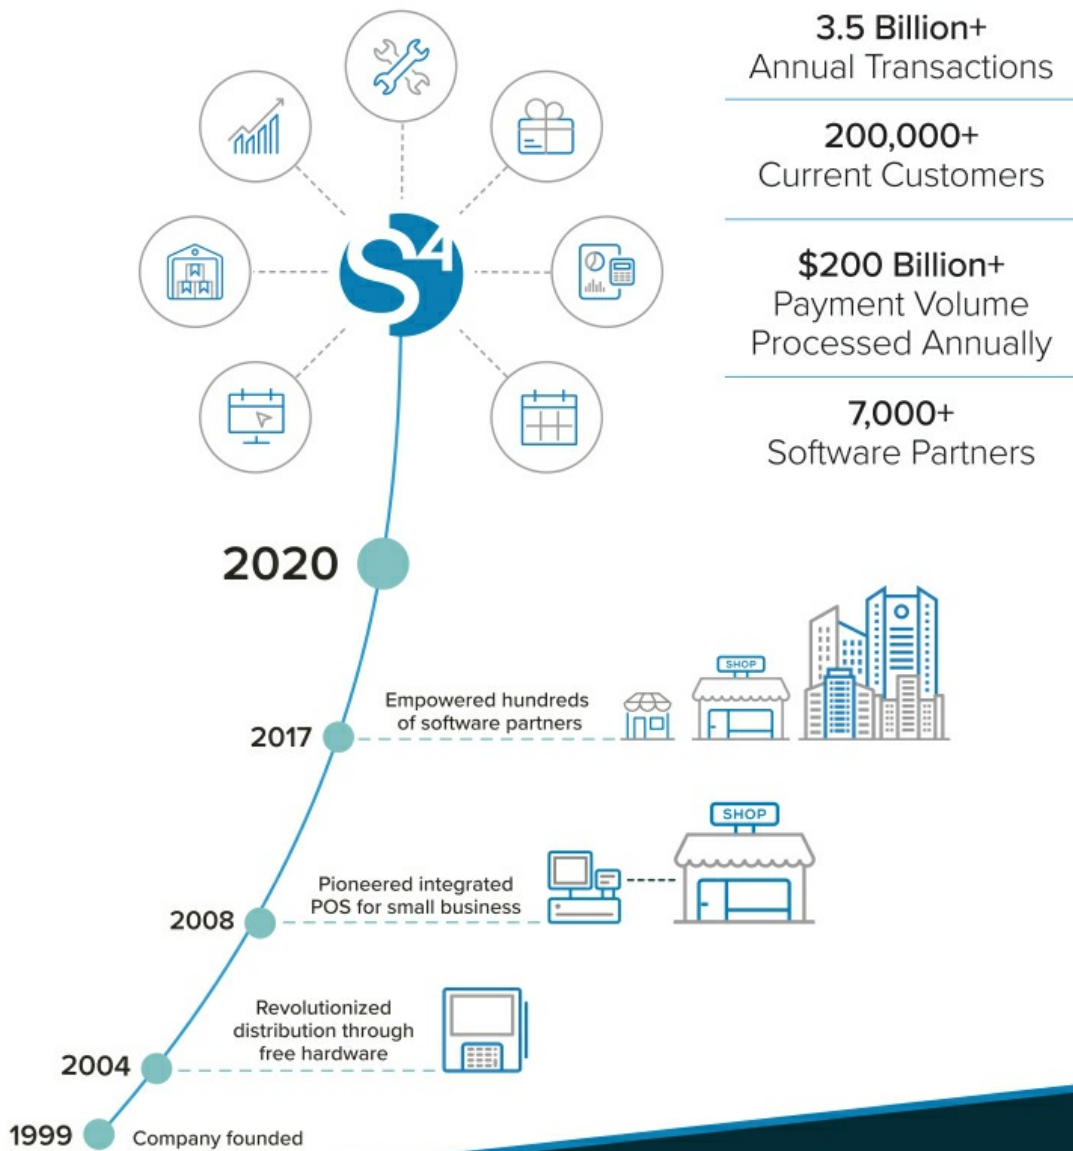 3.5 Billion+
Annual Transactions
200,000+
Current Customers
$200 Billion+
Payment Volume
Processed Annually
7,000+
Software Partners
S4
2020
2017
Empowered hundreds
of software partners
SHOP
2008
Pioneered integrated
POS for small business
SHOP
2004
Revolutionized
distribution through
free hardware
1999
Company founded